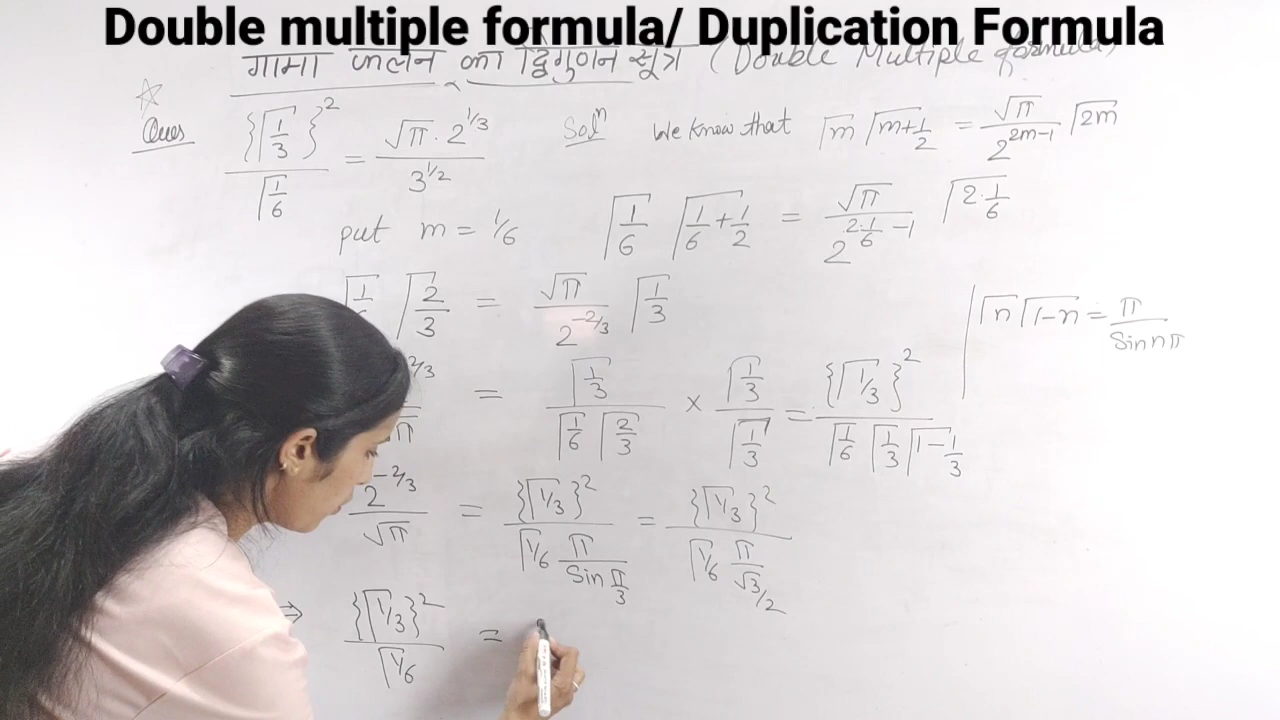 Double multiple formula/ Duplication Formula
गामा फलन का द्विगुणन सूत्र (Double Multiple formula)
Ques {Γ1/3}² / Γ1/6 = √π · 2^{1/3} / 3^{1/2} Solⁿ We know that Γm Γm+1/2 = √π / 2^{2m-1} Γ2m
put m = 1/6 Γ1/6 Γ1/6+1/2 = √π / 2^{2·1/6 -1} Γ2·1/6
Γ2/3 = √π / 2^{-2/3} Γ1/3
Γn Γ1-n = π / Sin nπ
= Γ1/3 / Γ1/6 Γ2/3 × Γ1/3 / Γ1/3 = {Γ1/3}² / Γ1/6 Γ1/3 Γ1-1/3
2^{-2/3} / √π = {Γ1/3}² / Γ1/6 π/Sin π/3 = {Γ1/3}² / Γ1/6 π/√3/2
⇒ {Γ1/3}² / Γ1/6 =